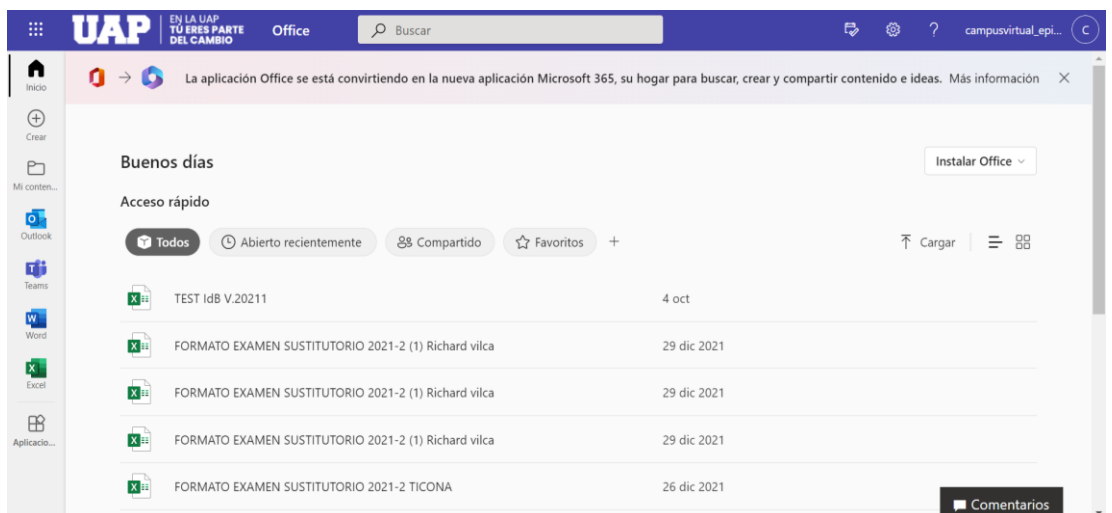 UAP
EN LA UAP
TÚ ERES PARTE
DEL CAMBIO
Office
Buscar
?
campusvirtual_epi...
C
Inicio
Crear
Mi conten...
Outlook
Teams
Word
Excel
Aplicacio...
La aplicación Office se está convirtiendo en la nueva aplicación Microsoft 365, su hogar para buscar, crear y compartir contenido e ideas. Más información
Buenos días
Instalar Office
Acceso rápido
Todos
Abierto recientemente
Compartido
Favoritos
Cargar
TEST IdB V.20211 4 oct
FORMATO EXAMEN SUSTITUTORIO 2021-2 (1) Richard vilca 29 dic 2021
FORMATO EXAMEN SUSTITUTORIO 2021-2 (1) Richard vilca 29 dic 2021
FORMATO EXAMEN SUSTITUTORIO 2021-2 (1) Richard vilca 29 dic 2021
FORMATO EXAMEN SUSTITUTORIO 2021-2 TICONA 26 dic 2021
Comentarios